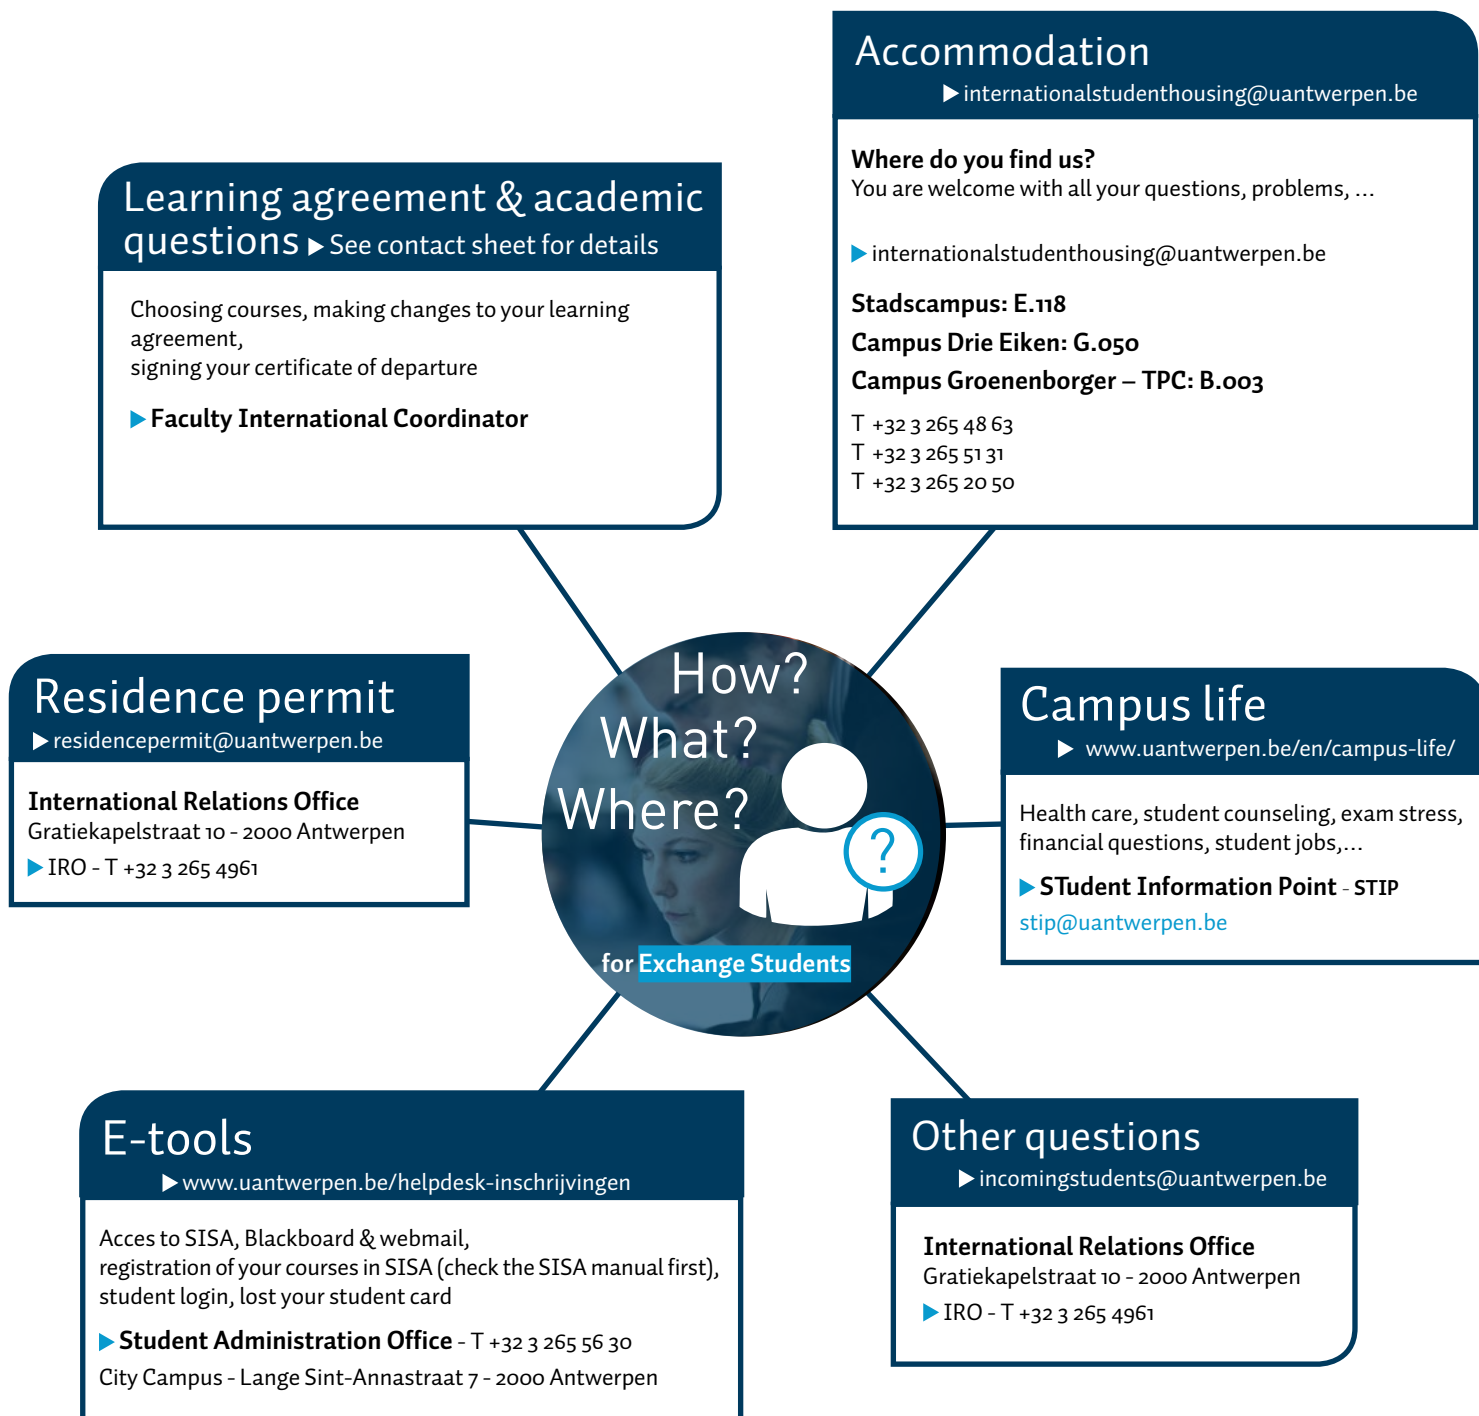 Accommodation
▶ internationalstudenthousing@uantwerpen.be
Where do you find us?
You are welcome with all your questions, problems, …
▶ internationalstudenthousing@uantwerpen.be
Stadscampus: E.118
Campus Drie Eiken: G.050
Campus Groenenborger – TPC: B.003
T +32 3 265 48 63
T +32 3 265 51 31
T +32 3 265 20 50
Learning agreement & academic
questions ▶ See contact sheet for details
Choosing courses, making changes to your learning
agreement,
signing your certificate of departure
▶ Faculty International Coordinator
How?
What?
Where?
?
for Exchange Students
Residence permit
▶ residencepermit@uantwerpen.be
International Relations Office
Gratiekapelstraat 10 - 2000 Antwerpen
▶ IRO - T +32 3 265 4961
Campus life
▶ www.uantwerpen.be/en/campus-life/
Health care, student counseling, exam stress,
financial questions, student jobs,…
▶ STudent Information Point - STIP
stip@uantwerpen.be
E-tools
▶ www.uantwerpen.be/helpdesk-inschrijvingen
Acces to SISA, Blackboard & webmail,
registration of your courses in SISA (check the SISA manual first),
student login, lost your student card
▶ Student Administration Office - T +32 3 265 56 30
City Campus - Lange Sint-Annastraat 7 - 2000 Antwerpen
Other questions
▶ incomingstudents@uantwerpen.be
International Relations Office
Gratiekapelstraat 10 - 2000 Antwerpen
▶ IRO - T +32 3 265 4961